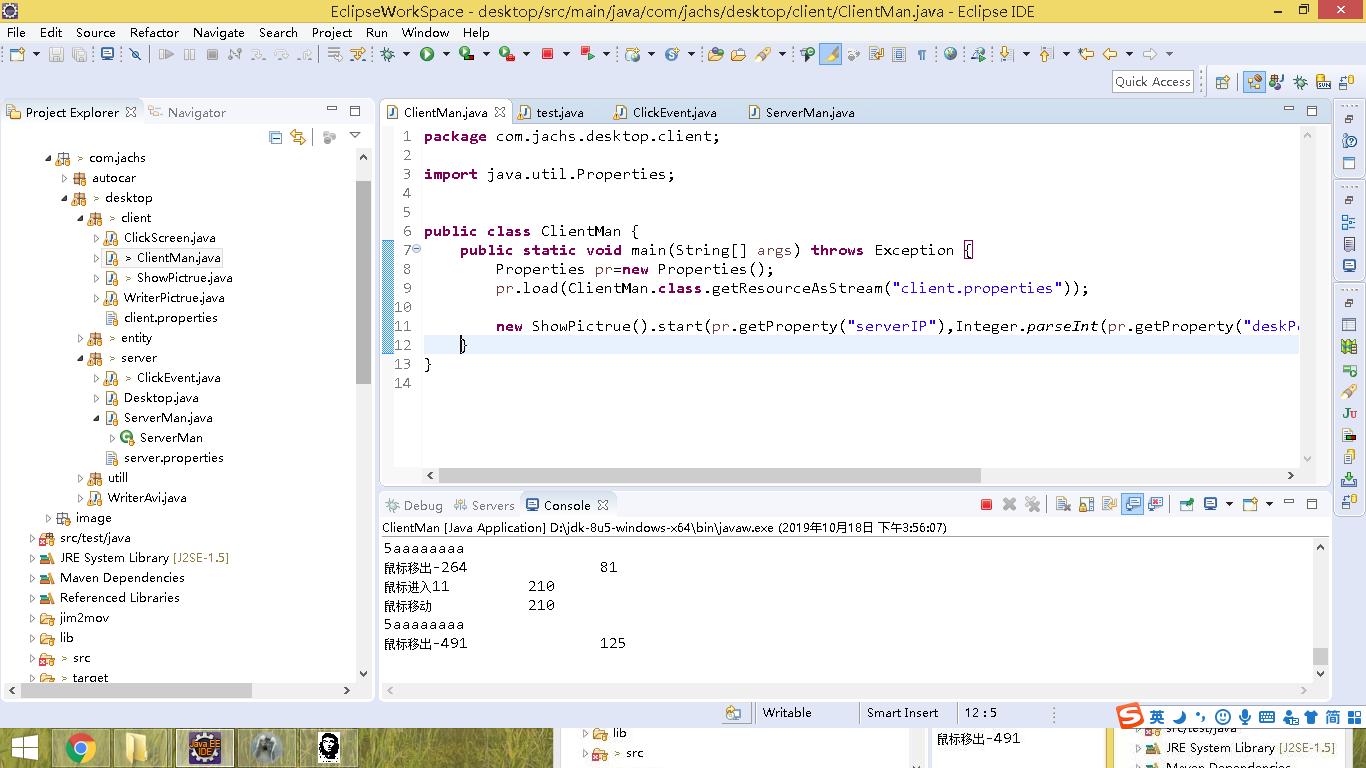 EclipseWorkSpace - desktop/src/main/java/com/jachs/desktop/client/ClientMan.java - Eclipse IDE
File Edit Source Refactor Navigate Search Project Run Window Help
Quick Access
Project Explorer Navigator
> com.jachs
autocar
> desktop
> client
ClickScreen.java
> ClientMan.java
> ShowPictrue.java
WriterPictrue.java
client.properties
> entity
> server
> ClickEvent.java
Desktop.java
ServerMan.java
ServerMan
server.properties
utill
WriterAvi.java
image
src/test/java
JRE System Library [J2SE-1.5]
Maven Dependencies
Referenced Libraries
jim2mov
lib
> src
> target
ClientMan.java test.java ClickEvent.java ServerMan.java
1 package com.jachs.desktop.client;
2
3 import java.util.Properties;
4
5
6 public class ClientMan {
7 public static void main(String[] args) throws Exception {
8 Properties pr=new Properties();
9 pr.load(ClientMan.class.getResourceAsStream("client.properties"));
10
11 new ShowPictrue().start(pr.getProperty("serverIP"),Integer.parseInt(pr.getProperty("deskPo
12 }
13 }
14
Debug Servers Console
ClientMan [Java Application] D:\jdk-8u5-windows-x64\bin\javaw.exe (2019年10月18日 下午3:56:07)
5aaaaaaaa
鼠标移出-264 81
鼠标进入11 210
鼠标移动 210
5aaaaaaaa
鼠标移出-491 125
Writable Smart Insert 12 : 5
英 简
Java EE
IDE
lib
> src
鼠标移出-491
src/test/java
JRE System Library [J2SE-1.5]
Maven Dependencies